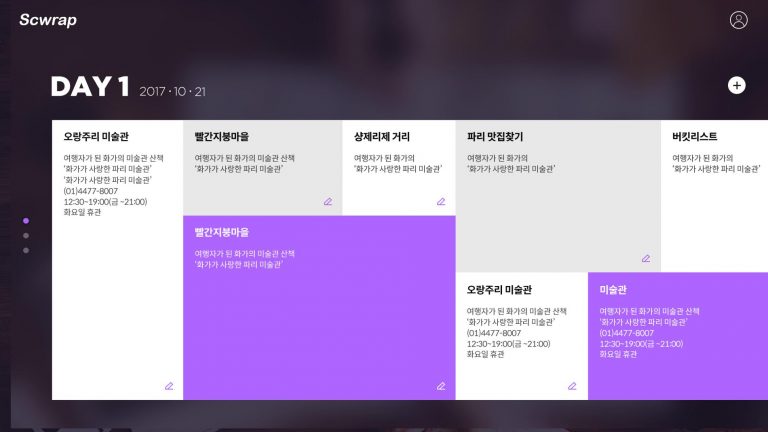 Scwrap
DAY 1 2017 · 10 · 21
오랑주리 미술관
여행자가 된 화가의 미술관 산책
‘화가가 사랑한 파리 미술관’
‘화가가 사랑한 파리 미술관’
(01)4477-8007
12:30~19:00(금 ~21:00)
화요일 휴관
빨간지붕마을
여행자가 된 화가의 미술관 산책
‘화가가 사랑한 파리 미술관’
샹제리제 거리
여행자가 된 화가의
‘화가가 사랑한 파리 미술관’
파리 맛집찾기
여행자가 된 화가의
‘화가가 사랑한 파리 미술관’
버킷리스트
여행자가 된 화가의
‘화가가 사랑한 파리 미술관’
빨간지붕마을
여행자가 된 화가의 미술관 산책
‘화가가 사랑한 파리 미술관’
오랑주리 미술관
여행자가 된 화가의 미술관 산책
‘화가가 사랑한 파리 미술관’
(01)4477-8007
12:30~19:00(금 ~21:00)
화요일 휴관
미술관
여행자가 된 화가의 미술관 산책
‘화가가 사랑한 파리 미술관’
(01)4477-8007
12:30~19:00(금 ~21:00)
화요일 휴관